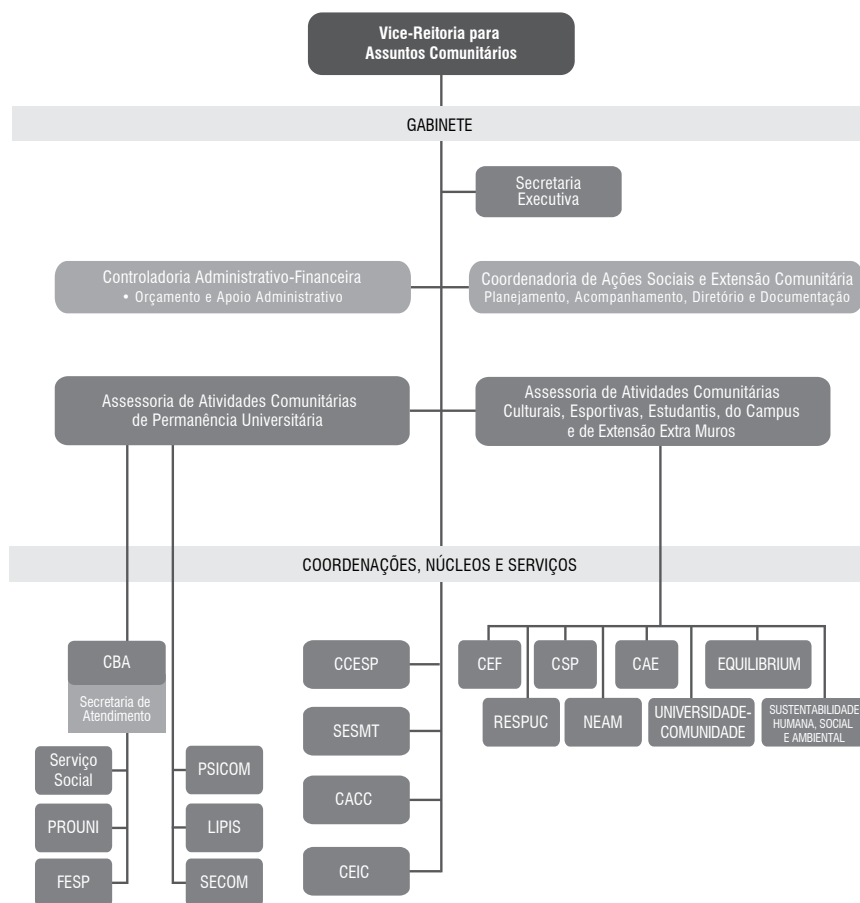 Vice-Reitoria para
Assuntos Comunitários
GABINETE
Secretaria
Executiva
Controladoria Administrativo-Financeira
• Orçamento e Apoio Administrativo
Coordenadoria de Ações Sociais e Extensão Comunitária
Planejamento, Acompanhamento, Diretório e Documentação
Assessoria de Atividades Comunitárias
de Permanência Universitária
Assessoria de Atividades Comunitárias
Culturais, Esportivas, Estudantis, do Campus
e de Extensão Extra Muros
COORDENAÇÕES, NÚCLEOS E SERVIÇOS
CBA
Secretaria de
Atendimento
Serviço
Social
PROUNI
FESP
PSICOM
LIPIS
SECOM
CCESP
SESMT
CACC
CEIC
CEF
CSP
CAE
EQUILIBRIUM
RESPUC
NEAM
UNIVERSIDADE-
COMUNIDADE
SUSTENTABILIDADE
HUMANA, SOCIAL
E AMBIENTAL